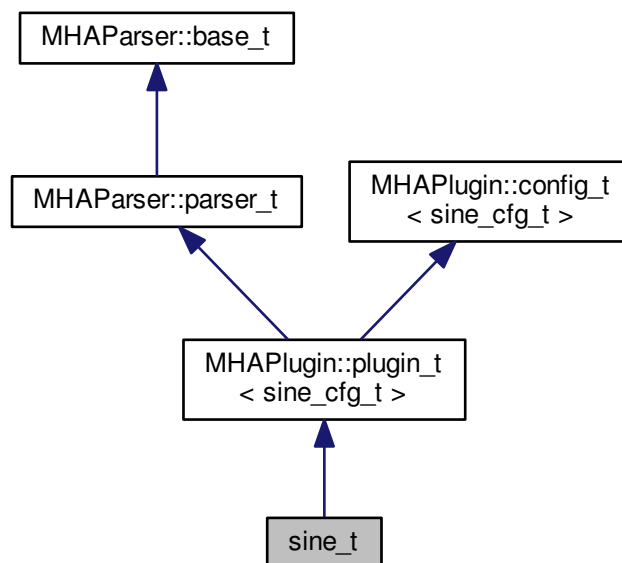 MHAParser::base_t
MHAParser::parser_t
MHAPlugin::config_t
< sine_cfg_t >
MHAPlugin::plugin_t
< sine_cfg_t >
sine_t